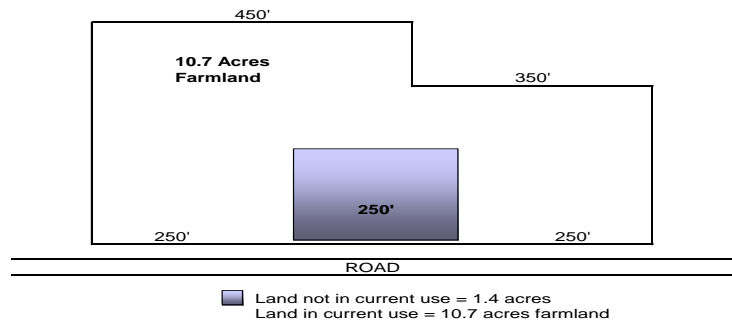 450'
10.7 Acres
Farmland
350'
250'
250'
250'
ROAD
Land not in current use = 1.4 acres
Land in current use = 10.7 acres farmland